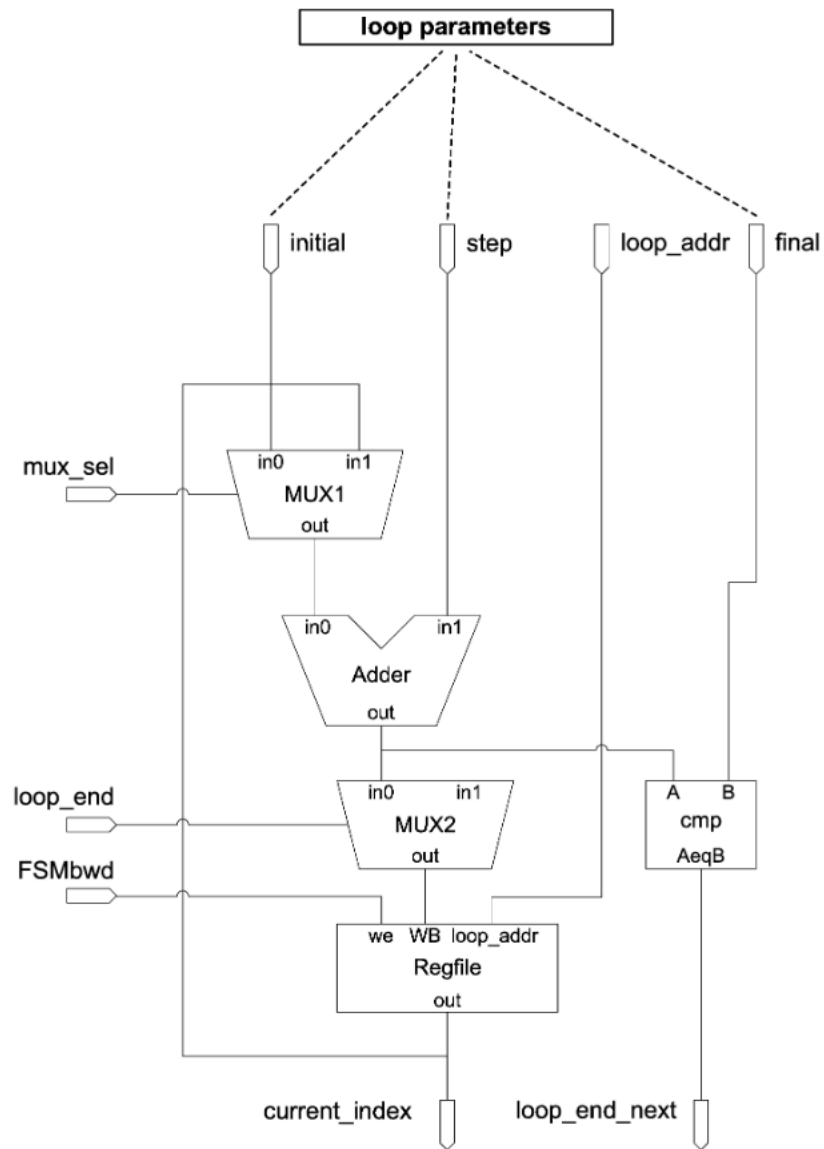 loop parameters
initial
step
loop_addr
final
in0
in1
mux_sel
MUX1
out
in0
in1
Adder
out
loop_end
in0
in1
MUX2
out
A
B
cmp
AeqB
FSMbwd
we
WB
loop_addr
Regfile
out
current_index
loop_end_next